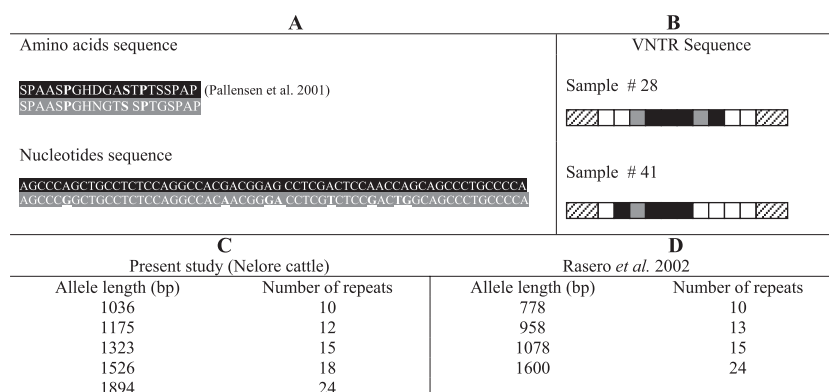 A
B
Amino acids sequence
VNTR Sequence
SPAASPGHDGASTPTSSPAP (Pallensen et al. 2001)
SPAASPGHNGTS SPTGSPAP
Sample # 28
Nucleotides sequence
Sample # 41
AGCCCAGCTGCCTCTCCAGGCCACGACGGAG CCTCGACTCCAACCAGCAGCCCTGCCCCA
AGCCCGGCTGCCTCTCCAGGCCACAACGGGA CCTCGTCTCCGACTGGCAGCCCTGCCCCA
C
D
Present study (Nelore cattle)
Rasero et al. 2002
Allele length (bp) Number of repeats Allele length (bp) Number of repeats
1036 10 778 10
1175 12 958 13
1323 15 1078 15
1526 18 1600 24
1894 24